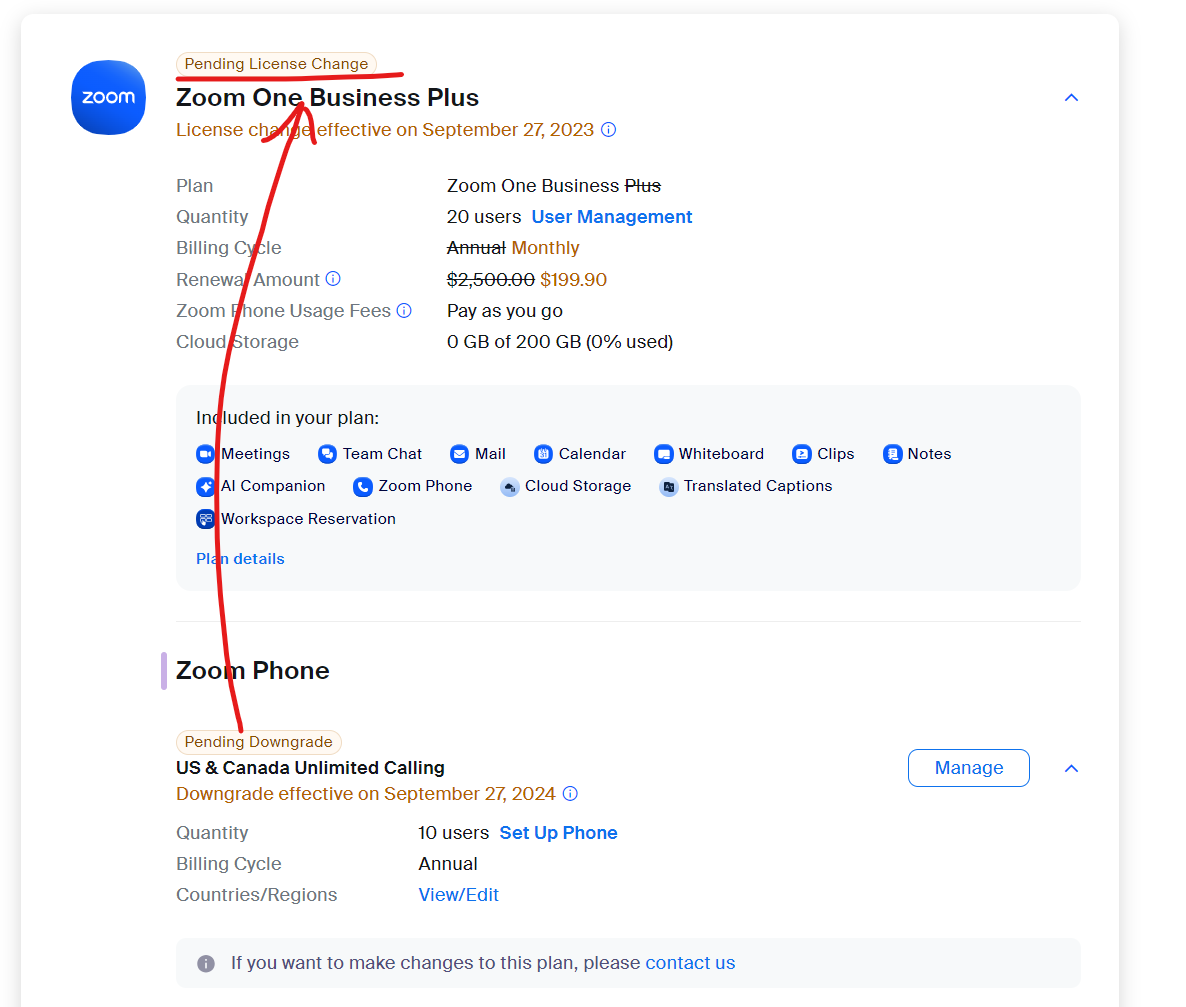 Pending License Change
zoom
Zoom One Business Plus
License change effective on September 27, 2023
Plan Zoom One Business Plus
Quantity 20 users User Management
Billing Cycle Annual Monthly
Renewal Amount $2,500.00 $199.90
Zoom Phone Usage Fees Pay as you go
Cloud Storage 0 GB of 200 GB (0% used)
Included in your plan:
Meetings Team Chat Mail Calendar Whiteboard Clips Notes
AI Companion Zoom Phone Cloud Storage Translated Captions
Workspace Reservation
Plan details
Zoom Phone
Pending Downgrade
US & Canada Unlimited Calling
Manage
Downgrade effective on September 27, 2024
Quantity 10 users Set Up Phone
Billing Cycle Annual
Countries/Regions View/Edit
If you want to make changes to this plan, please contact us